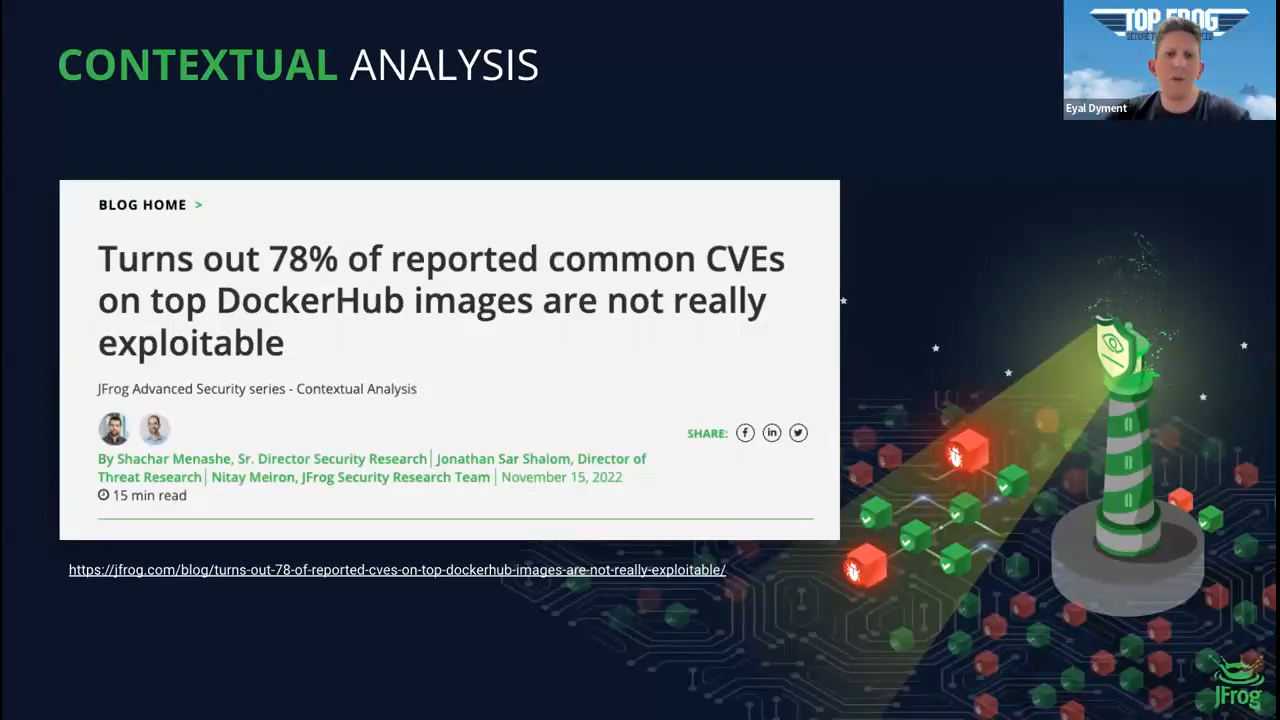 CONTEXTUAL ANALYSIS
TOP FROG
Eyal Dyment
BLOG HOME >
Turns out 78% of reported common CVEs
on top DockerHub images are not really
exploitable
JFrog Advanced Security series - Contextual Analysis
SHARE:
By Shachar Menashe, Sr. Director Security Research | Jonathan Sar Shalom, Director of
Threat Research | Nitay Meiron, JFrog Security Research Team | November 15, 2022
15 min read
https://jfrog.com/blog/turns-out-78-of-reported-cves-on-top-dockerhub-images-are-not-really-exploitable/
JFrog